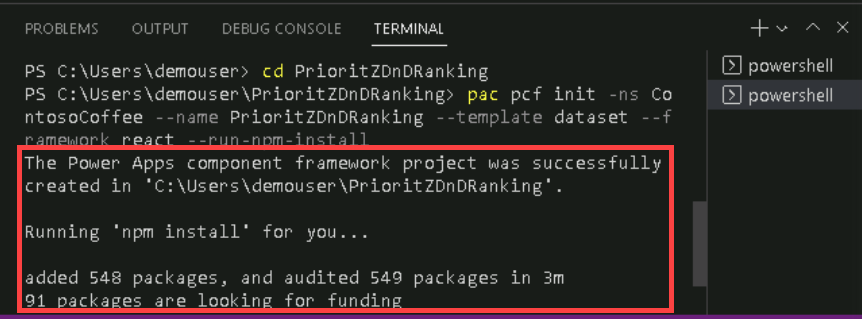 PROBLEMS OUTPUT DEBUG CONSOLE TERMINAL
PS C:\Users\demouser> cd PrioritZDnDRanking
PS C:\Users\demouser\PrioritZDnDRanking> pac pcf init -ns Co
ntosoCoffee --name PrioritZDnDRanking --template dataset --f
ramework react --run-npm-install
The Power Apps component framework project was successfully
created in 'C:\Users\demouser\PrioritZDnDRanking'.
Running 'npm install' for you...
added 548 packages, and audited 549 packages in 3m
91 packages are looking for funding
powershell
powershell